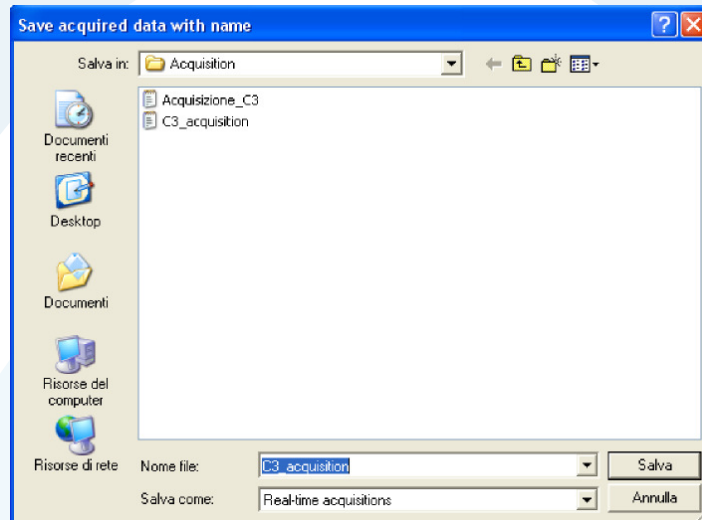 Save acquired data with name
Salva in:
Acquisition
Acquisizione_C3
C3_acquisition
Documenti
recenti
Desktop
Documenti
Risorse del
computer
Risorse di rete
Nome file:
C3_acquisition
Salva
Salva come:
Real-time acquisitions
Annulla